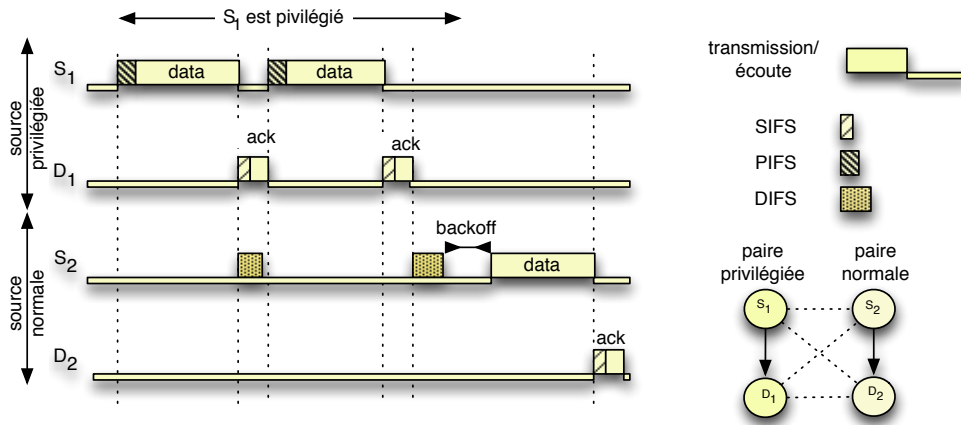 S1 est pivilégié
source
privilégiée
S1
data
data
ack
ack
D1
source
normale
backoff
S2
data
ack
D2
transmission/
écoute
SIFS
PIFS
DIFS
paire
privilégiée
paire
normale
S1
S2
D1
D2